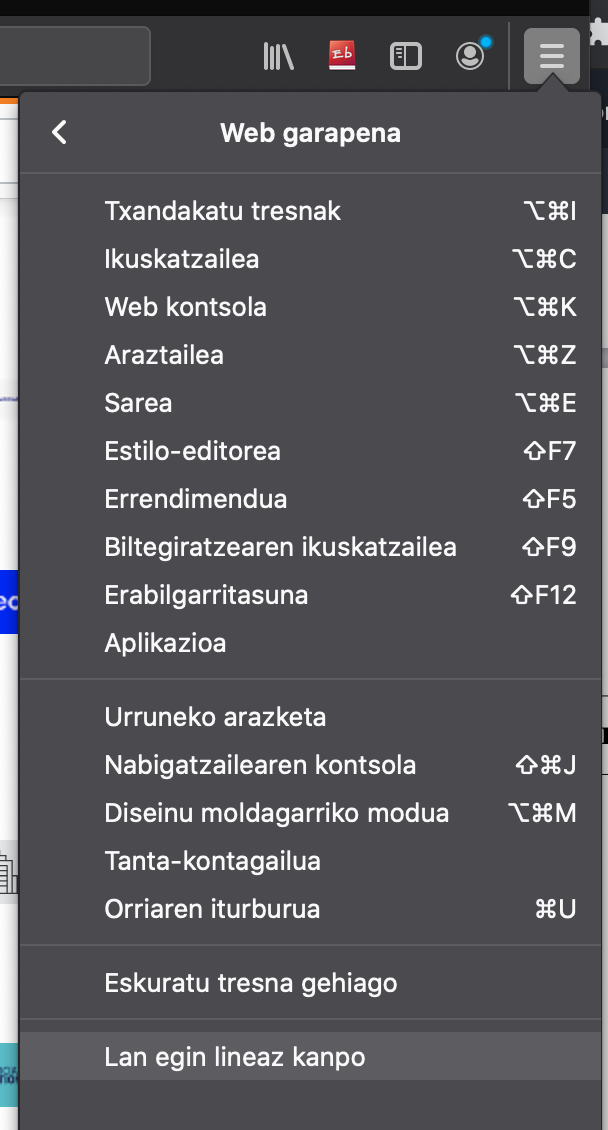 Eb
Web garapena
Txandakatu tresnak ⌥⌘I
Ikuskatzailea ⌥⌘C
Web kontsola ⌥⌘K
Araztailea ⌥⌘Z
Sarea ⌥⌘E
Estilo-editorea ⇧F7
Errendimendua ⇧F5
Biltegiratzearen ikuskatzailea ⇧F9
Erabilgarritasuna ⇧F12
Aplikazioa
Urruneko arazketa
Nabigatzailearen kontsola ⇧⌘J
Diseinu moldagarriko modua ⌥⌘M
Tanta-kontagailua
Orriaren iturburua ⌘U
Eskuratu tresna gehiago
Lan egin lineaz kanpo